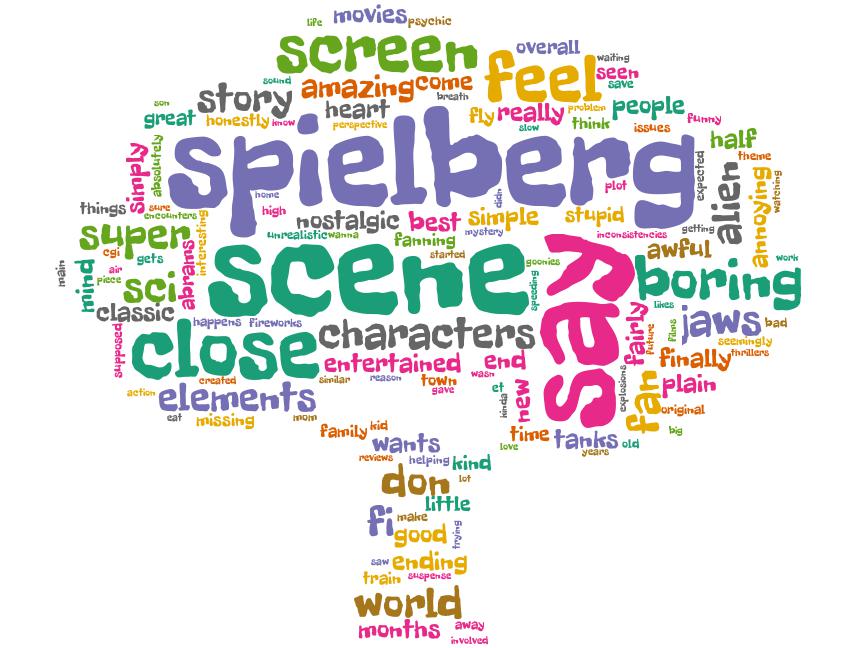 life movies psychic
screen overall waiting
sound amazing come feel seen
story breath save
son heart fly really problem people
great honestly know perspective slow think issues funny
simply absolutely spielberg half
theme
home didn plot expected alien annoying watching
things sure high nostalgic best simple stupid
encounters mystery getting
super interesting unrealistic wanna fanning inconsistencies awful
cgi gets started goonies work
main mind air abrams scene say boring
piece sci speeding likes
classic happens fireworks characters fairly films jaws bad
supposed close future seemingly
entertained end finally thrillers
created similar reason town wasn explosions plain
action elements gave et new fan
eat missing mom kinda original
family kid time tanks old big
wants love years
reviews helping kind
don lot
little
fi make
good trying
saw ending
train suspense
world
months away
involved